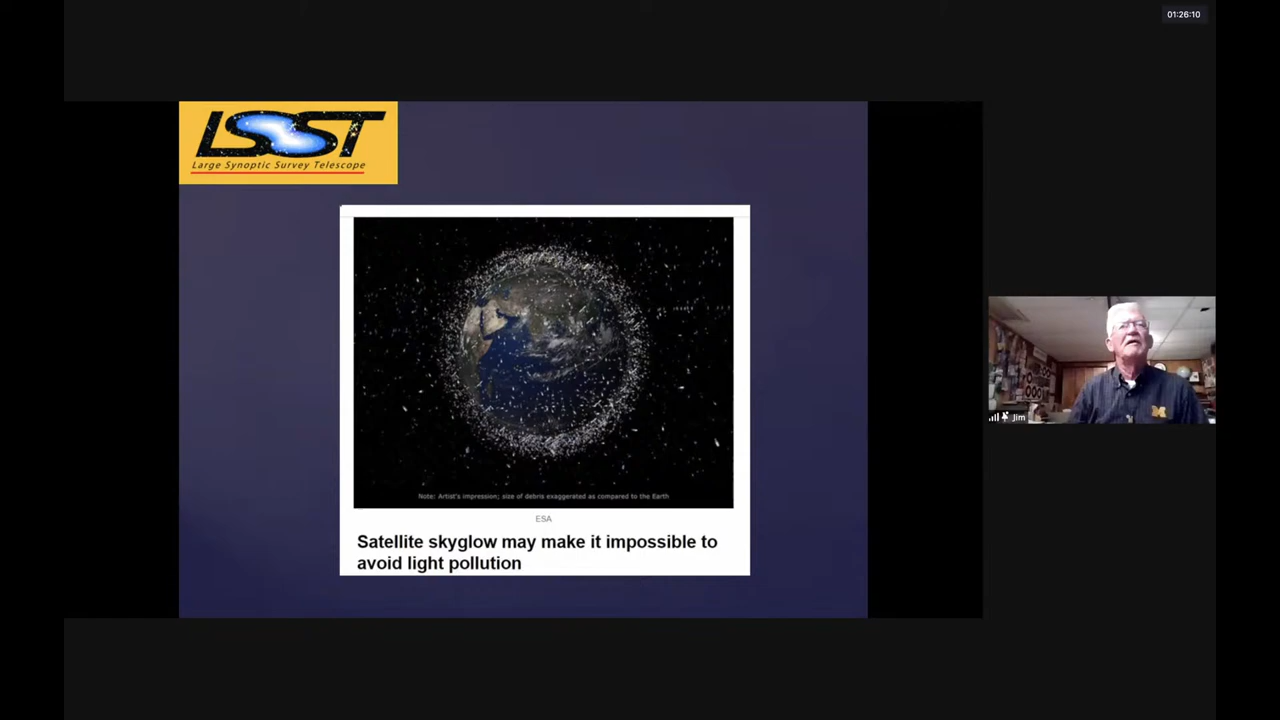 01:26:10
LSST
Large Synoptic Survey Telescope
Note: Artist's impression; size of debris exaggerated as compared to the Earth
ESA
Satellite skyglow may make it impossible to
avoid light pollution
M
Jim